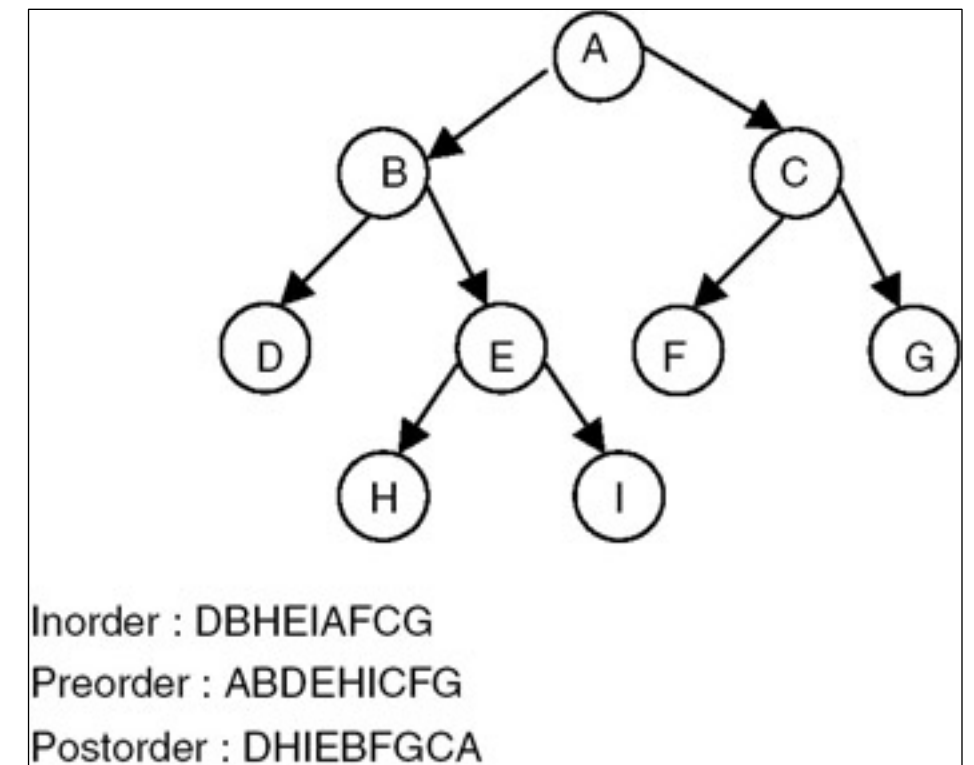 A
B
C
D
E
F
G
H
I
Inorder : DBHEIAFCG
Preorder : ABDEHICFG
Postorder : DHIEBFGCA